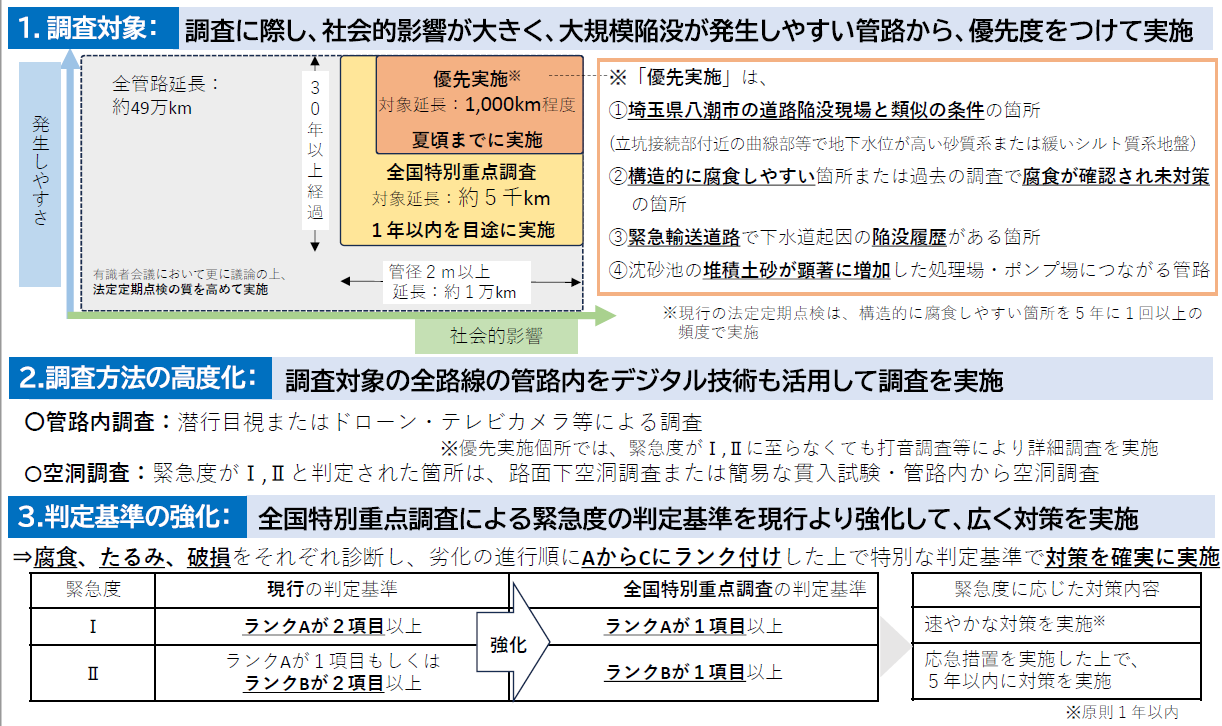 1. 調査対象： 調査に際し、社会的影響が大きく、大規模陥没が発生しやすい管路から、優先度をつけて実施
発生しやすさ
全管路延長：
約49万km
30年以上経過
優先実施※
対象延長：1,000km程度
夏頃までに実施
全国特別重点調査
対象延長：約５千km
１年以内を目途に実施
有識者会議において更に議論の上、
法定定期点検の質を高めて実施
管径２ｍ以上
延長：約１万km
社会的影響
※「優先実施」は、
①埼玉県八潮市の道路陥没現場と類似の条件の箇所
(立坑接続部付近の曲線部等で地下水位が高い砂質系または緩いシルト質系地盤)
②構造的に腐食しやすい箇所または過去の調査で腐食が確認され未対策
の箇所
③緊急輸送道路で下水道起因の陥没履歴がある箇所
④沈砂池の堆積土砂が顕著に増加した処理場・ポンプ場につながる管路
※現行の法定定期点検は、構造的に腐食しやすい箇所を５年に１回以上の
頻度で実施
2.調査方法の高度化： 調査対象の全路線の管路内をデジタル技術も活用して調査を実施
〇管路内調査：潜行目視またはドローン・テレビカメラ等による調査
※優先実施個所では、緊急度がⅠ,Ⅱに至らなくても打音調査等により詳細調査を実施
〇空洞調査：緊急度がⅠ,Ⅱと判定された箇所は、路面下空洞調査または簡易な貫入試験・管路内から空洞調査
3.判定基準の強化： 全国特別重点調査による緊急度の判定基準を現行より強化して、広く対策を実施
⇒腐食、たるみ、破損をそれぞれ診断し、劣化の進行順にAからCにランク付けした上で特別な判定基準で対策を確実に実施
緊急度 現行の判定基準 全国特別重点調査の判定基準 緊急度に応じた対策内容
Ⅰ ランクAが２項目以上 ランクAが１項目以上 速やかな対策を実施※
強化
Ⅱ ランクAが１項目もしくは
ランクBが２項目以上 ランクBが１項目以上 応急措置を実施した上で、
５年以内に対策を実施
※原則１年以内